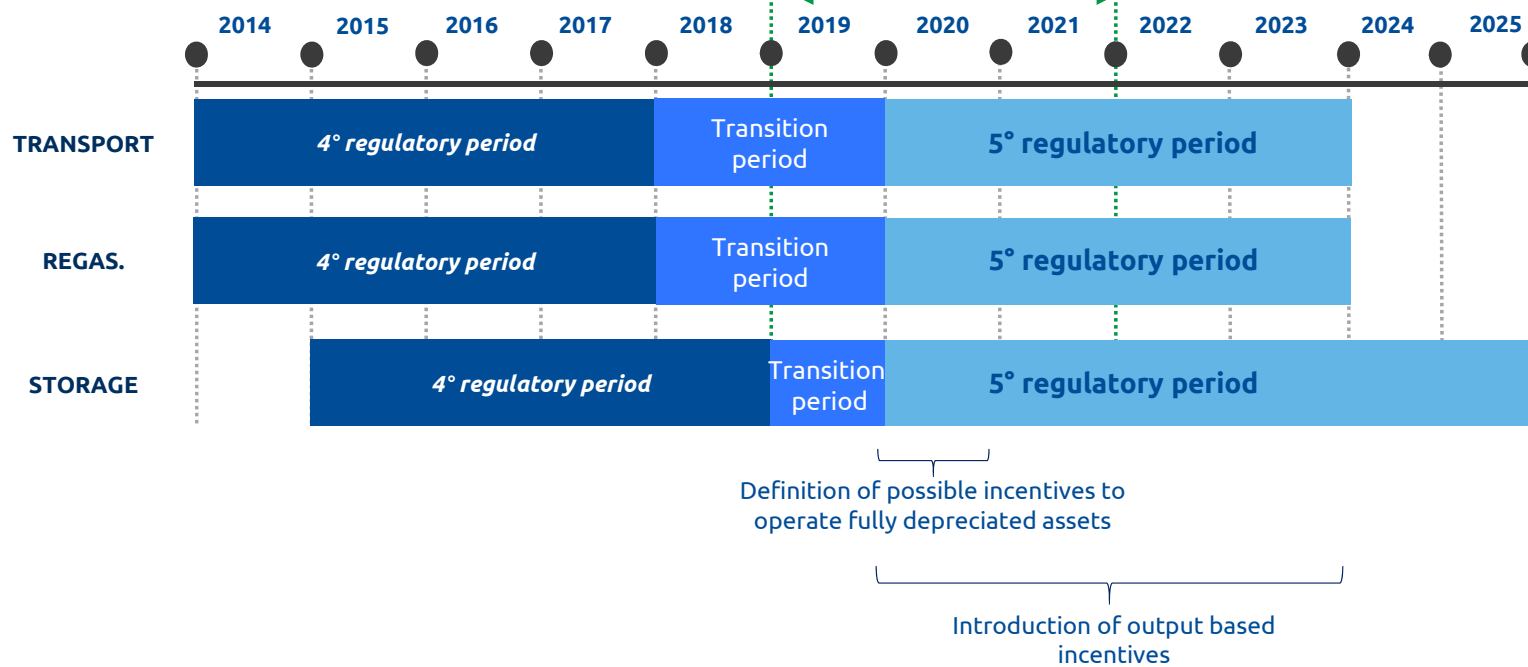 2014 2015 2016 2017 2018 2019 2020 2021 2022 2023 2024 2025
TRANSPORT
4° regulatory period
Transition
period
5° regulatory period
REGAS.
4° regulatory period
Transition
period
5° regulatory period
STORAGE
4° regulatory period
Transition
period
5° regulatory period
Definition of possible incentives to
operate fully depreciated assets
Introduction of output based
incentives